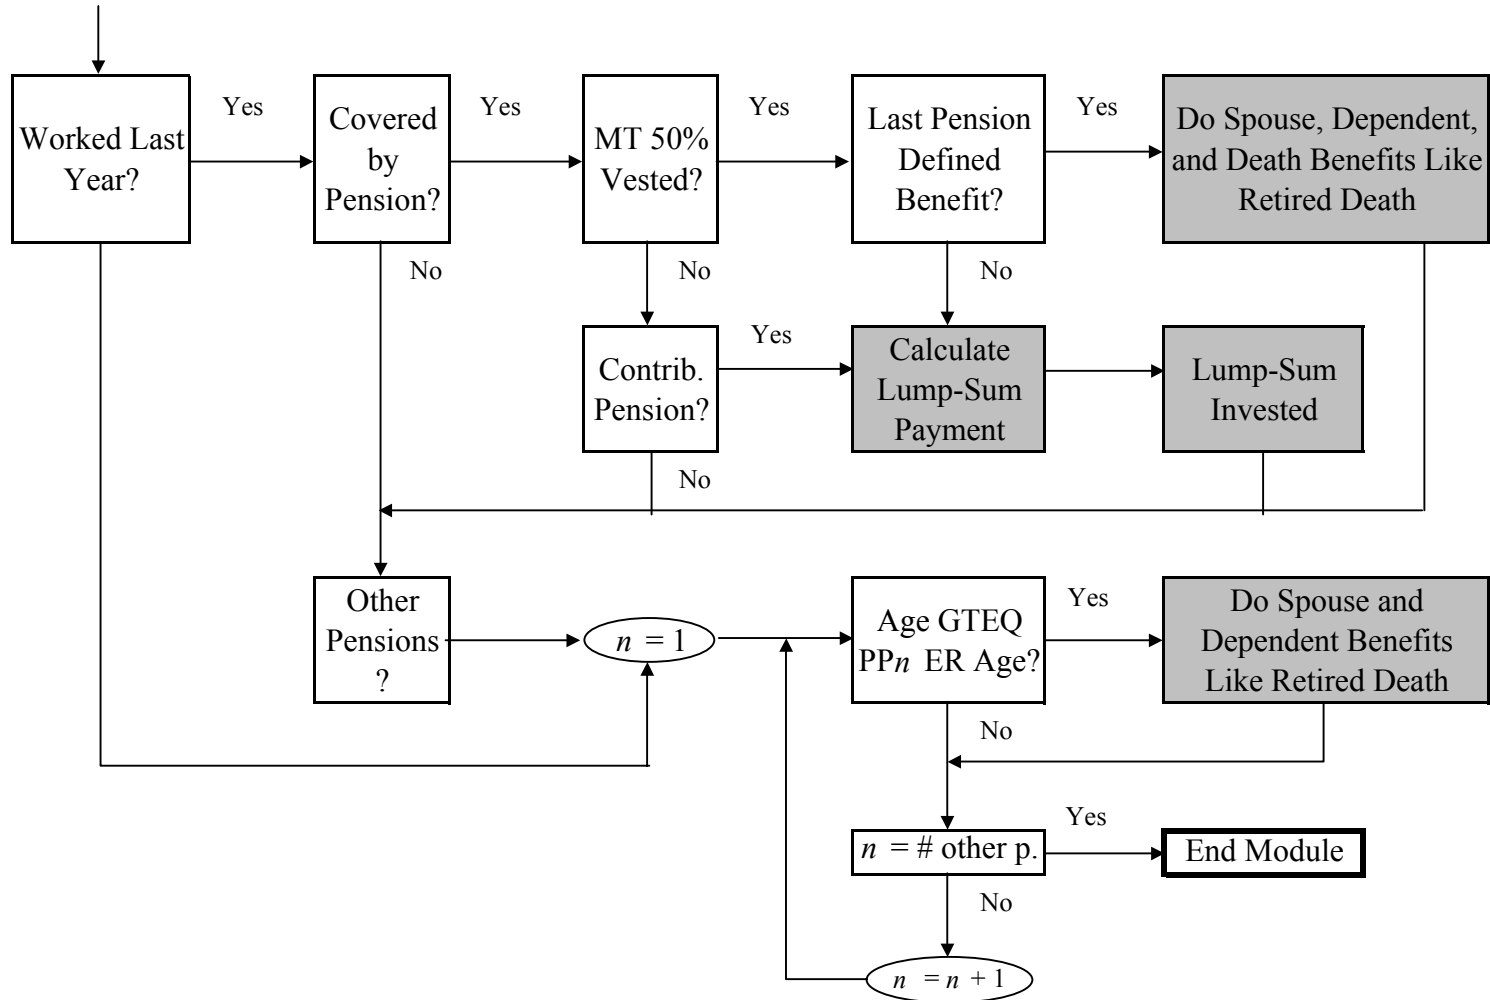 Worked Last
Year?
Yes
Covered
by
Pension?
Yes
MT 50%
Vested?
Yes
Last Pension
Defined
Benefit?
Yes
Do Spouse, Dependent,
and Death Benefits Like
Retired Death
No
No
No
Contrib.
Pension?
Yes
Calculate
Lump-Sum
Payment
Lump-Sum
Invested
No
Other
Pensions
?
n = 1
Age GTEQ
PPn ER Age?
Yes
Do Spouse and
Dependent Benefits
Like Retired Death
No
n = # other p.
Yes
End Module
No
n = n + 1